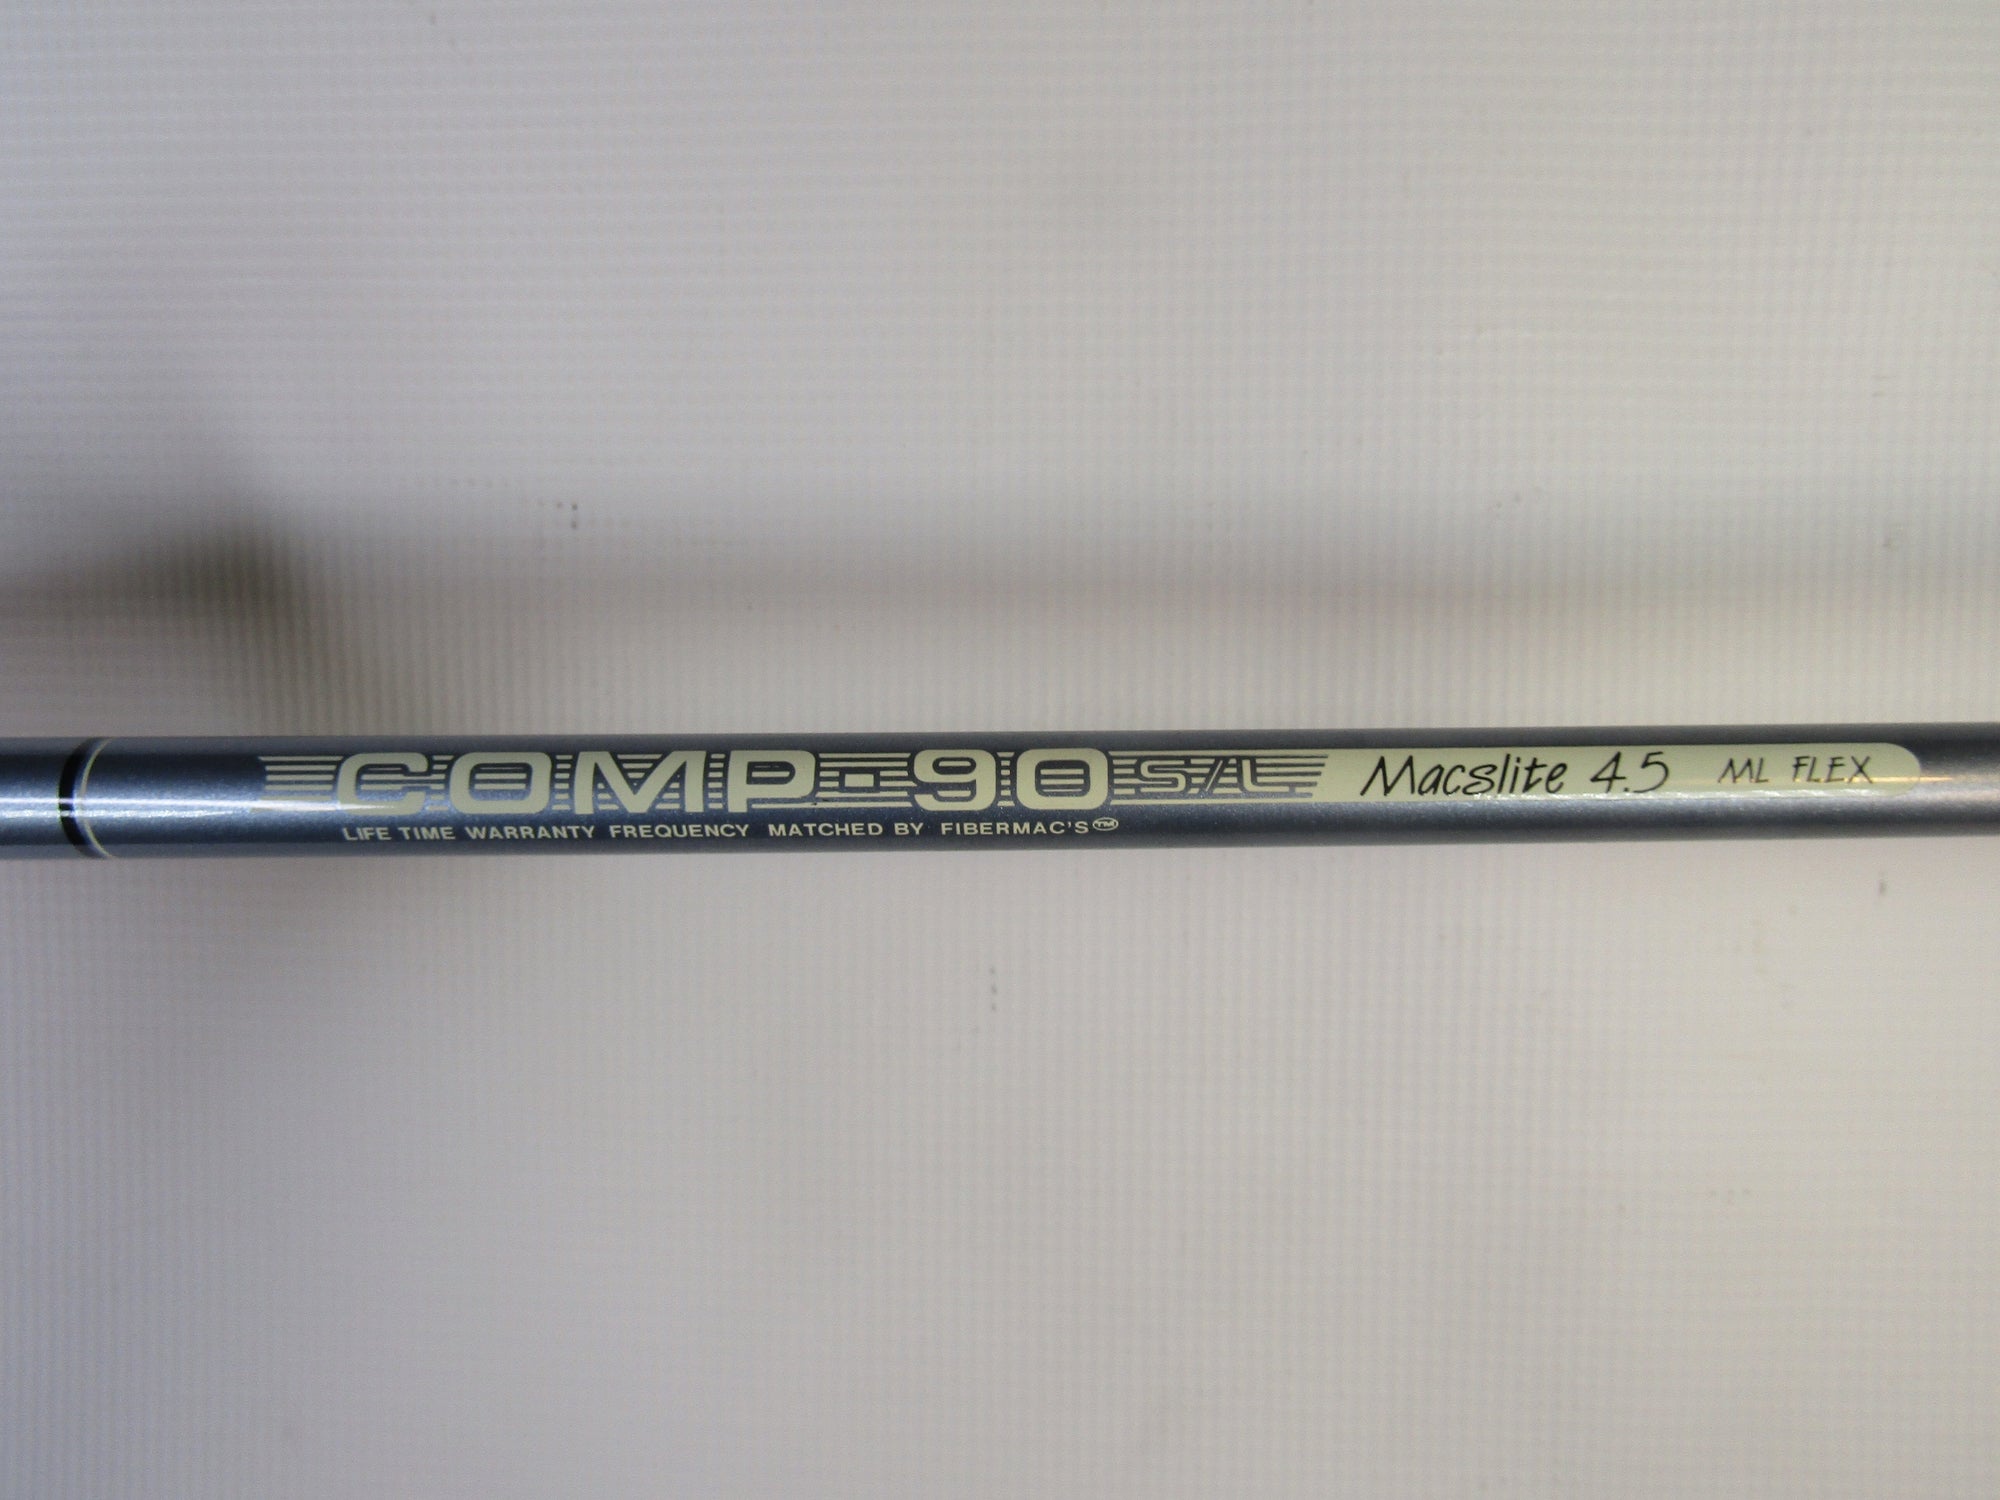 COMP-90 S/L Macslite 4.5 ML FLEX
LIFE TIME WARRANTY FREQUENCY MATCHED BY FIBERMAC'S™